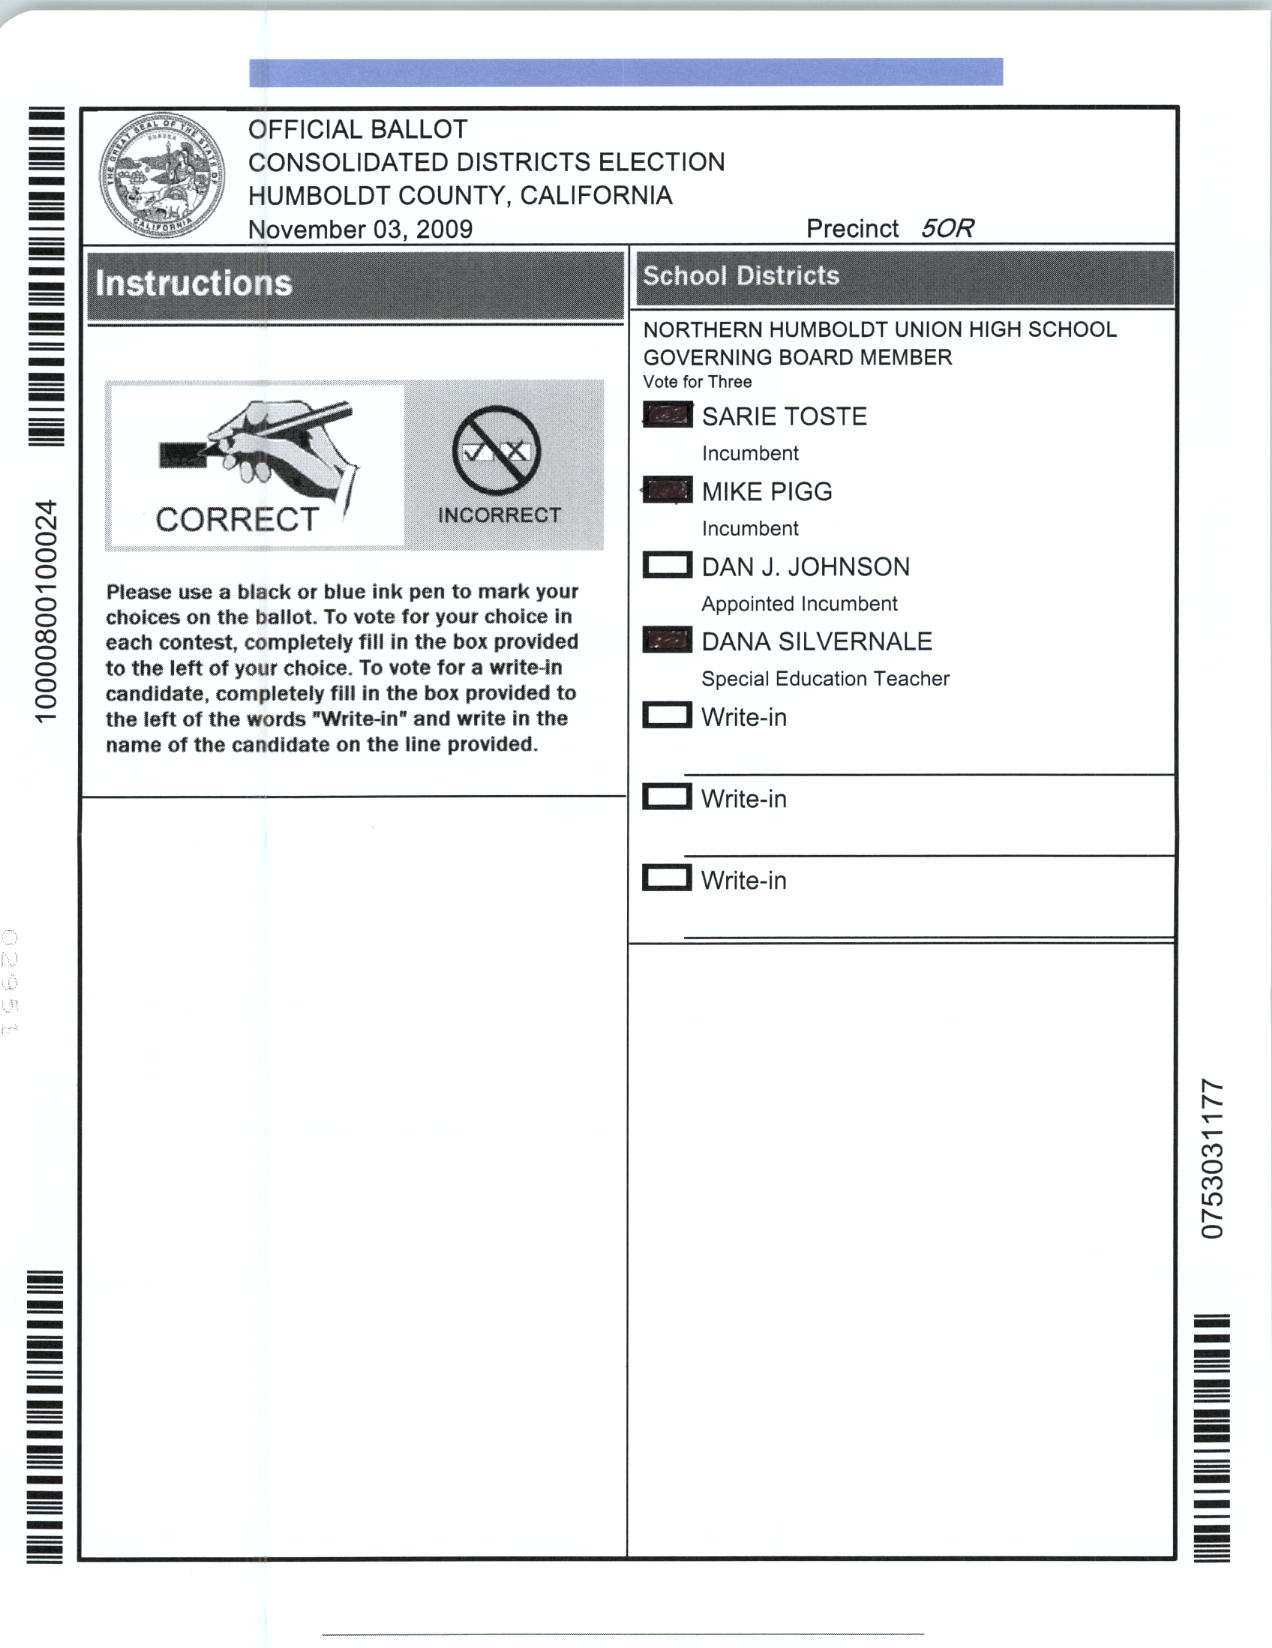 OFFICIAL BALLOT
CONSOLIDATED DISTRICTS ELECTION
HUMBOLDT COUNTY, CALIFORNIA
November 03, 2009
Precinct 5OR
THE GREAT SEAL OF THE STATE OF CALIFORNIA
EUREKA
Instructions
CORRECT
INCORRECT
Please use a black or blue ink pen to mark your
choices on the ballot. To vote for your choice in
each contest, completely fill in the box provided
to the left of your choice. To vote for a write-in
candidate, completely fill in the box provided to
the left of the words "Write-in" and write in the
name of the candidate on the line provided.
School Districts
NORTHERN HUMBOLDT UNION HIGH SCHOOL
GOVERNING BOARD MEMBER
Vote for Three
SARIE TOSTE
Incumbent
MIKE PIGG
Incumbent
DAN J. JOHNSON
Appointed Incumbent
DANA SILVERNALE
Special Education Teacher
Write-in
Write-in
Write-in
10000800100024
02951
0753031177